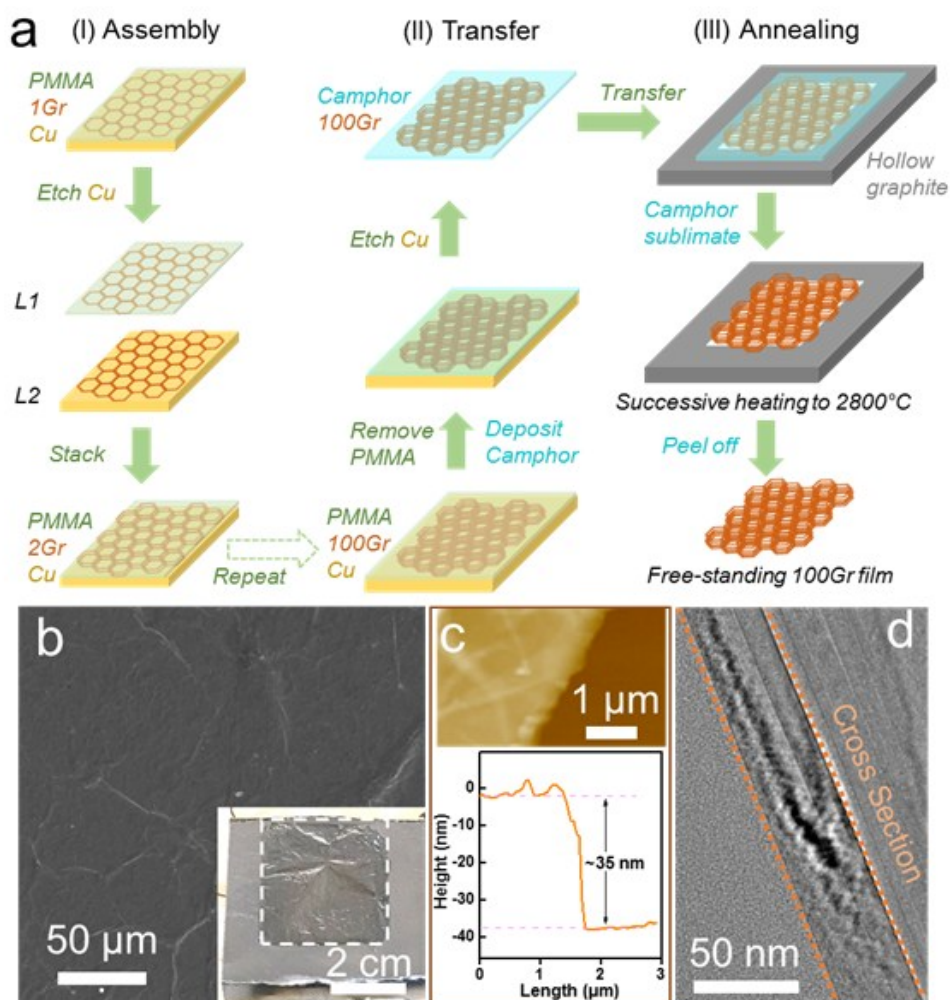 a
(I) Assembly
(II) Transfer
(III) Annealing
PMMA
1Gr
Cu
Etch Cu
L1
L2
Stack
PMMA
2Gr
Cu
Repeat
Camphor
100Gr
Etch Cu
Remove
PMMA
Deposit
Camphor
PMMA
100Gr
Cu
Transfer
Hollow
graphite
Camphor
sublimate
Successive heating to 2800°C
Peel off
Free-standing 100Gr film
b
50 µm
2 cm
c
1 µm
Height (nm)
0
-10
-20
-30
-40
~35 nm
0 1 2 3
Length (µm)
d
Cross Section
50 nm